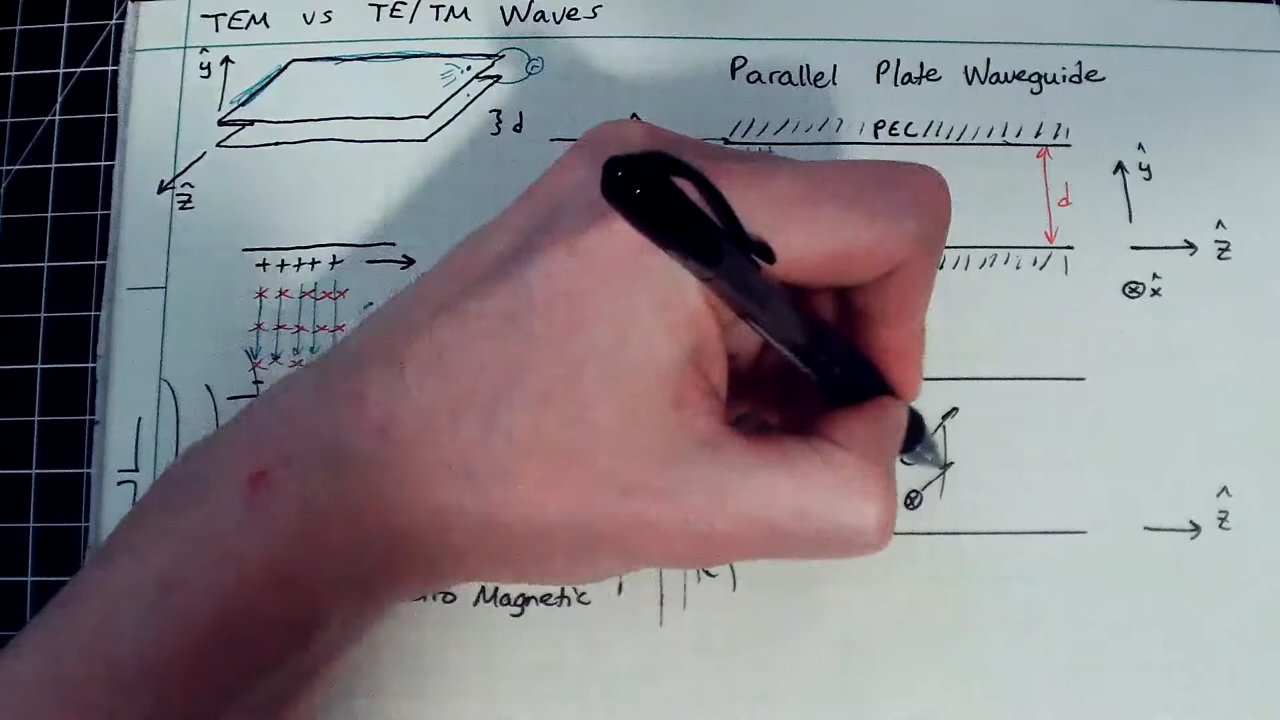 TEM vs TE/TM Waves
ŷ
Parallel Plate Waveguide
} d
PEC
ŷ
d
ẑ
ẑ
+++++
x̂
ẑ
Magnetic